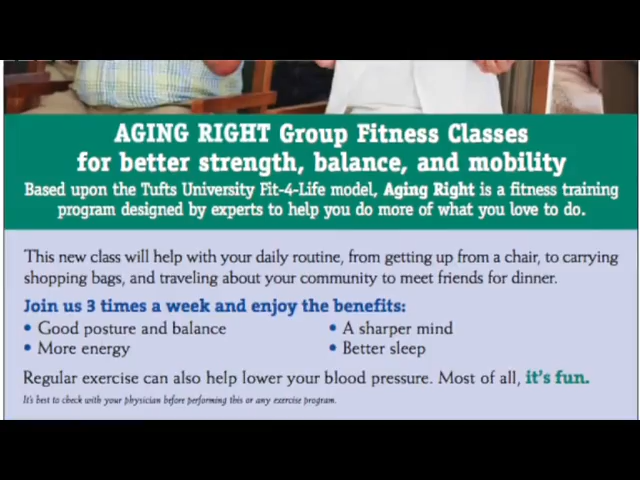 AGING RIGHT Group Fitness Classes
for better strength, balance, and mobility
Based upon the Tufts University Fit-4-Life model, Aging Right is a fitness training
program designed by experts to help you do more of what you love to do.
This new class will help with your daily routine, from getting up from a chair, to carrying
shopping bags, and traveling about your community to meet friends for dinner.
Join us 3 times a week and enjoy the benefits:
• Good posture and balance
• More energy
• A sharper mind
• Better sleep
Regular exercise can also help lower your blood pressure. Most of all, it's fun.
It's best to check with your physician before performing this or any exercise program.